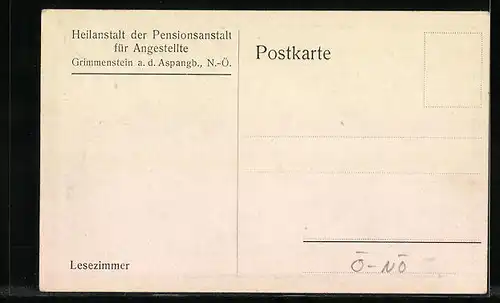 Heilanstalt der Pensionsanstalt
für Angestellte
Grimmenstein a. d. Aspangb., N.-Ö.
Postkarte
Lesezimmer
Ö-NÖ